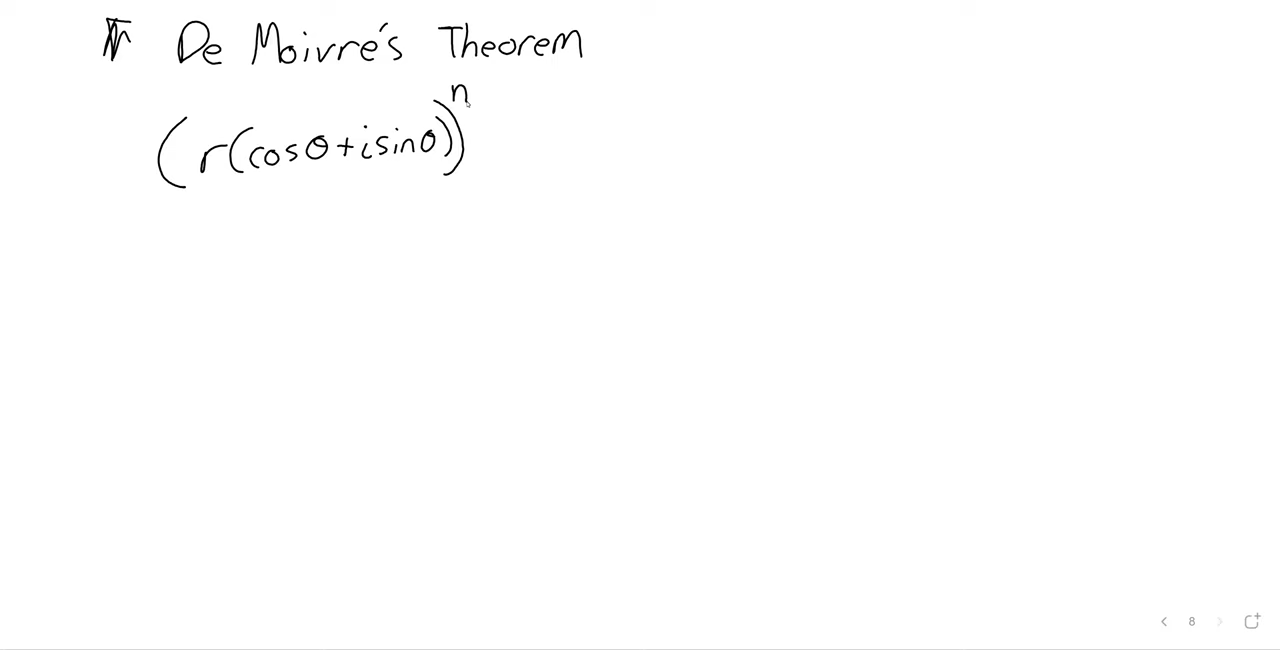 De Moivre's Theorem
(r(cosθ+isinθ))ⁿ
< 8 >